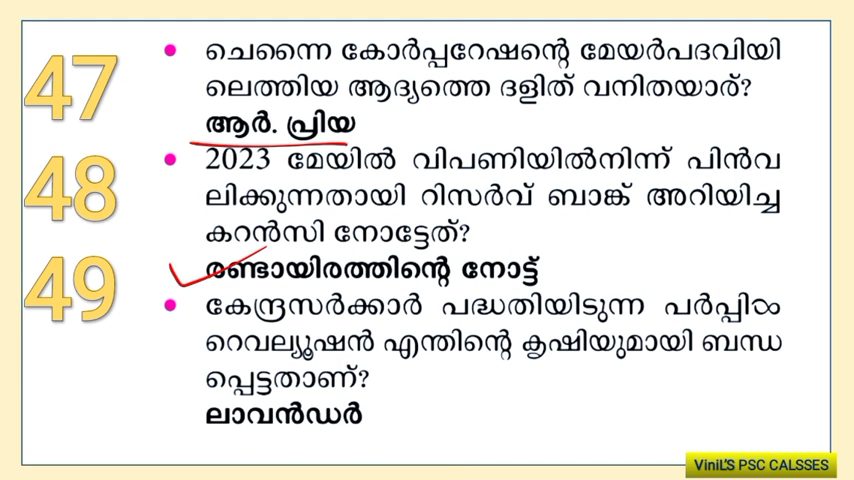 47
ചെന്നൈ കോർപ്പറേഷന്റെ മേയർപദവിയി
ലെത്തിയ ആദ്യത്തെ ദളിത് വനിതയാര്?
ആർ. പ്രിയ
48
2023 മേയിൽ വിപണിയിൽനിന്ന് പിൻവ
ലിക്കുന്നതായി റിസർവ് ബാങ്ക് അറിയിച്ച
കറൻസി നോട്ടേത്?
രണ്ടായിരത്തിന്റെ നോട്ട്
49
കേന്ദ്രസർക്കാർ പദ്ധതിയിടുന്ന പർപ്പിൾ
റെവല്യൂഷൻ എന്തിന്റെ കൃഷിയുമായി ബന്ധ
പ്പെട്ടതാണ്?
ലാവൻഡർ
ViniL'S PSC CALSSES